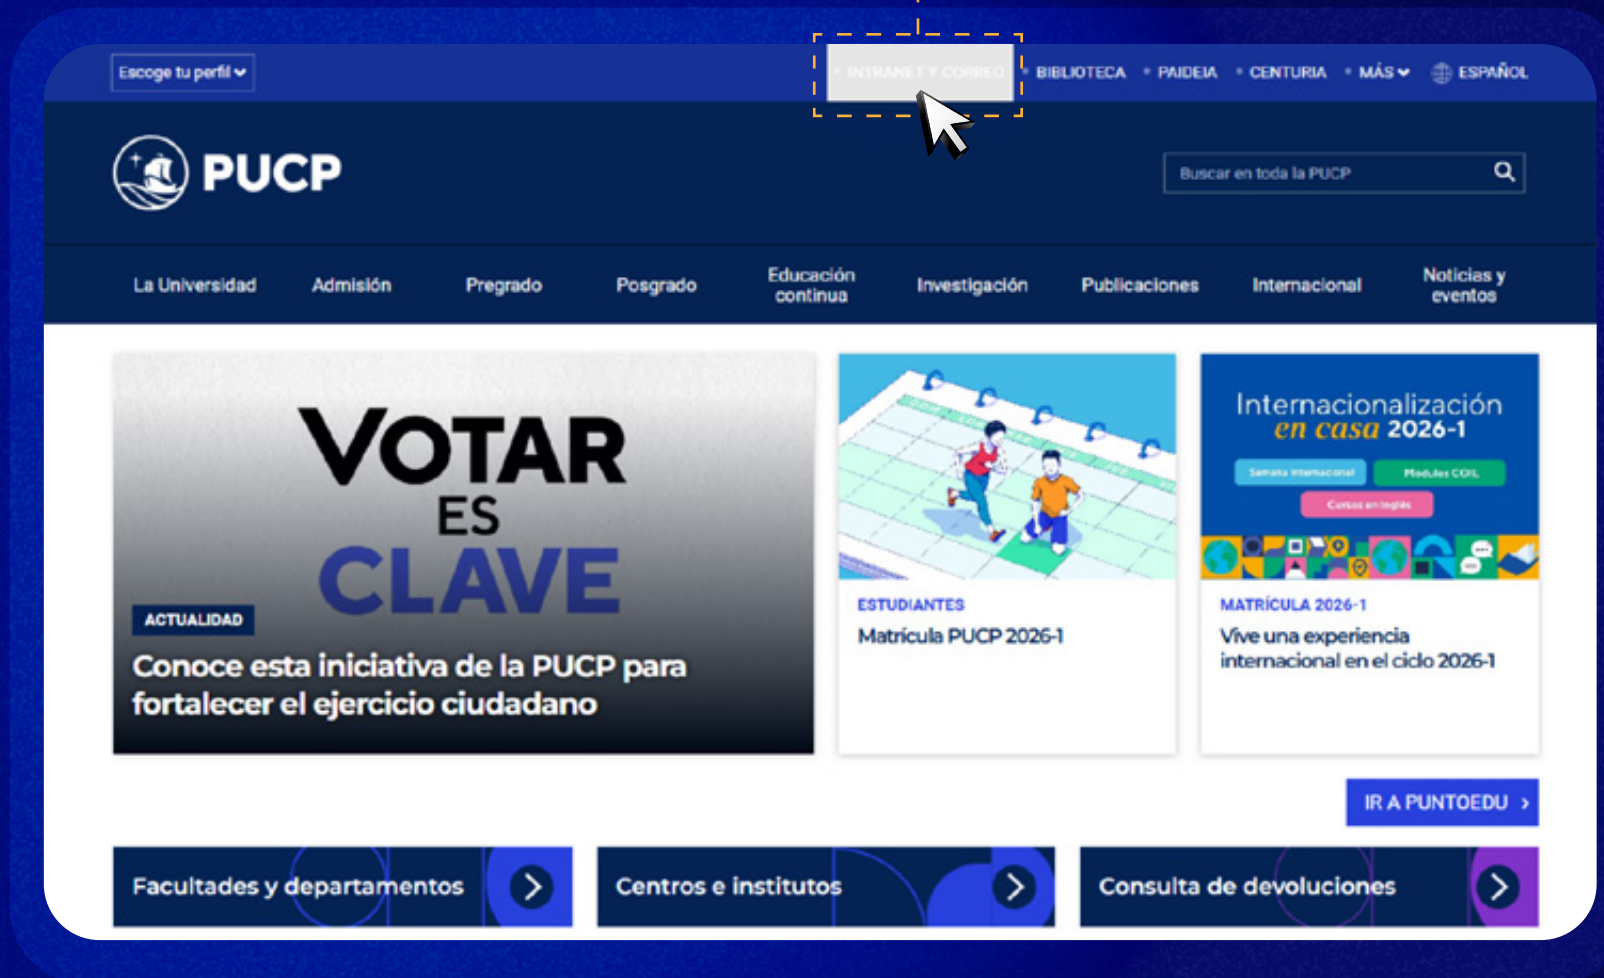 Escoge tu perfil
INTRANET Y CORREO
BIBLIOTECA
PAIDEIA
CENTURIA
MÁS
ESPAÑOL
PUCP
Buscar en toda la PUCP
La Universidad
Admisión
Pregrado
Posgrado
Educación
continua
Investigación
Publicaciones
Internacional
Noticias y
eventos
VOTAR
ES
CLAVE
ACTUALIDAD
Conoce esta iniciativa de la PUCP para
fortalecer el ejercicio ciudadano
ESTUDIANTES
Matrícula PUCP 2026-1
Internacionalización
en casa 2026-1
Semana Internacional
Módulos COIL
Cursos en Inglés
MATRÍCULA 2026-1
Vive una experiencia
internacional en el ciclo 2026-1
IR A PUNTOEDU
Facultades y departamentos
Centros e institutos
Consulta de devoluciones